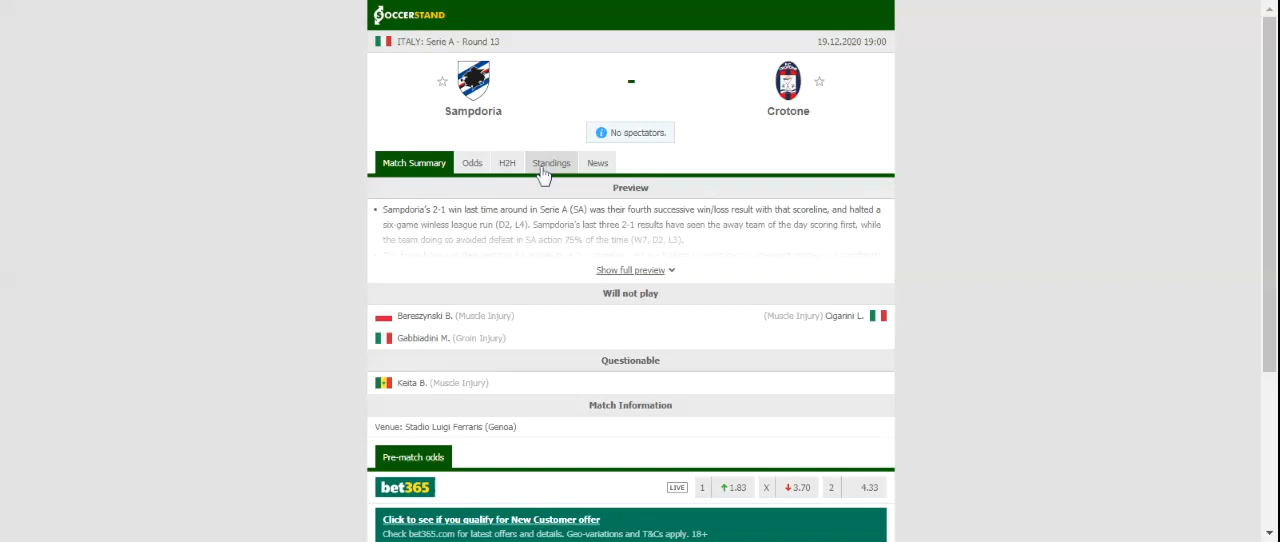 SOCCERSTAND
ITALY: Serie A - Round 13 19.12.2020 19:00
-
Sampdoria Crotone
No spectators.
Match Summary Odds H2H Standings News
Preview
• Sampdoria's 2-1 win last time around in Serie A (SA) was their fourth successive win/loss result with that scoreline, and halted a
six-game winless league run (D2, L4). Sampdoria's last three 2-1 results have seen the away team of the day scoring first, while
the team doing so avoided defeat in SA action 75% of the time (W7, D2, L3).
Show full preview
Will not play
Bereszynski B. (Muscle Injury) (Muscle Injury) Cigarini L.
Gabbiadini M. (Groin Injury)
Questionable
Keita B. (Muscle Injury)
Match Information
Venue: Stadio Luigi Ferraris (Genoa)
Pre-match odds
bet365 LIVE 1 1.83 X 3.70 2 4.33
Click to see if you qualify for New Customer offer
Check bet365.com for latest offers and details. Geo-variations and T&Cs apply. 18+